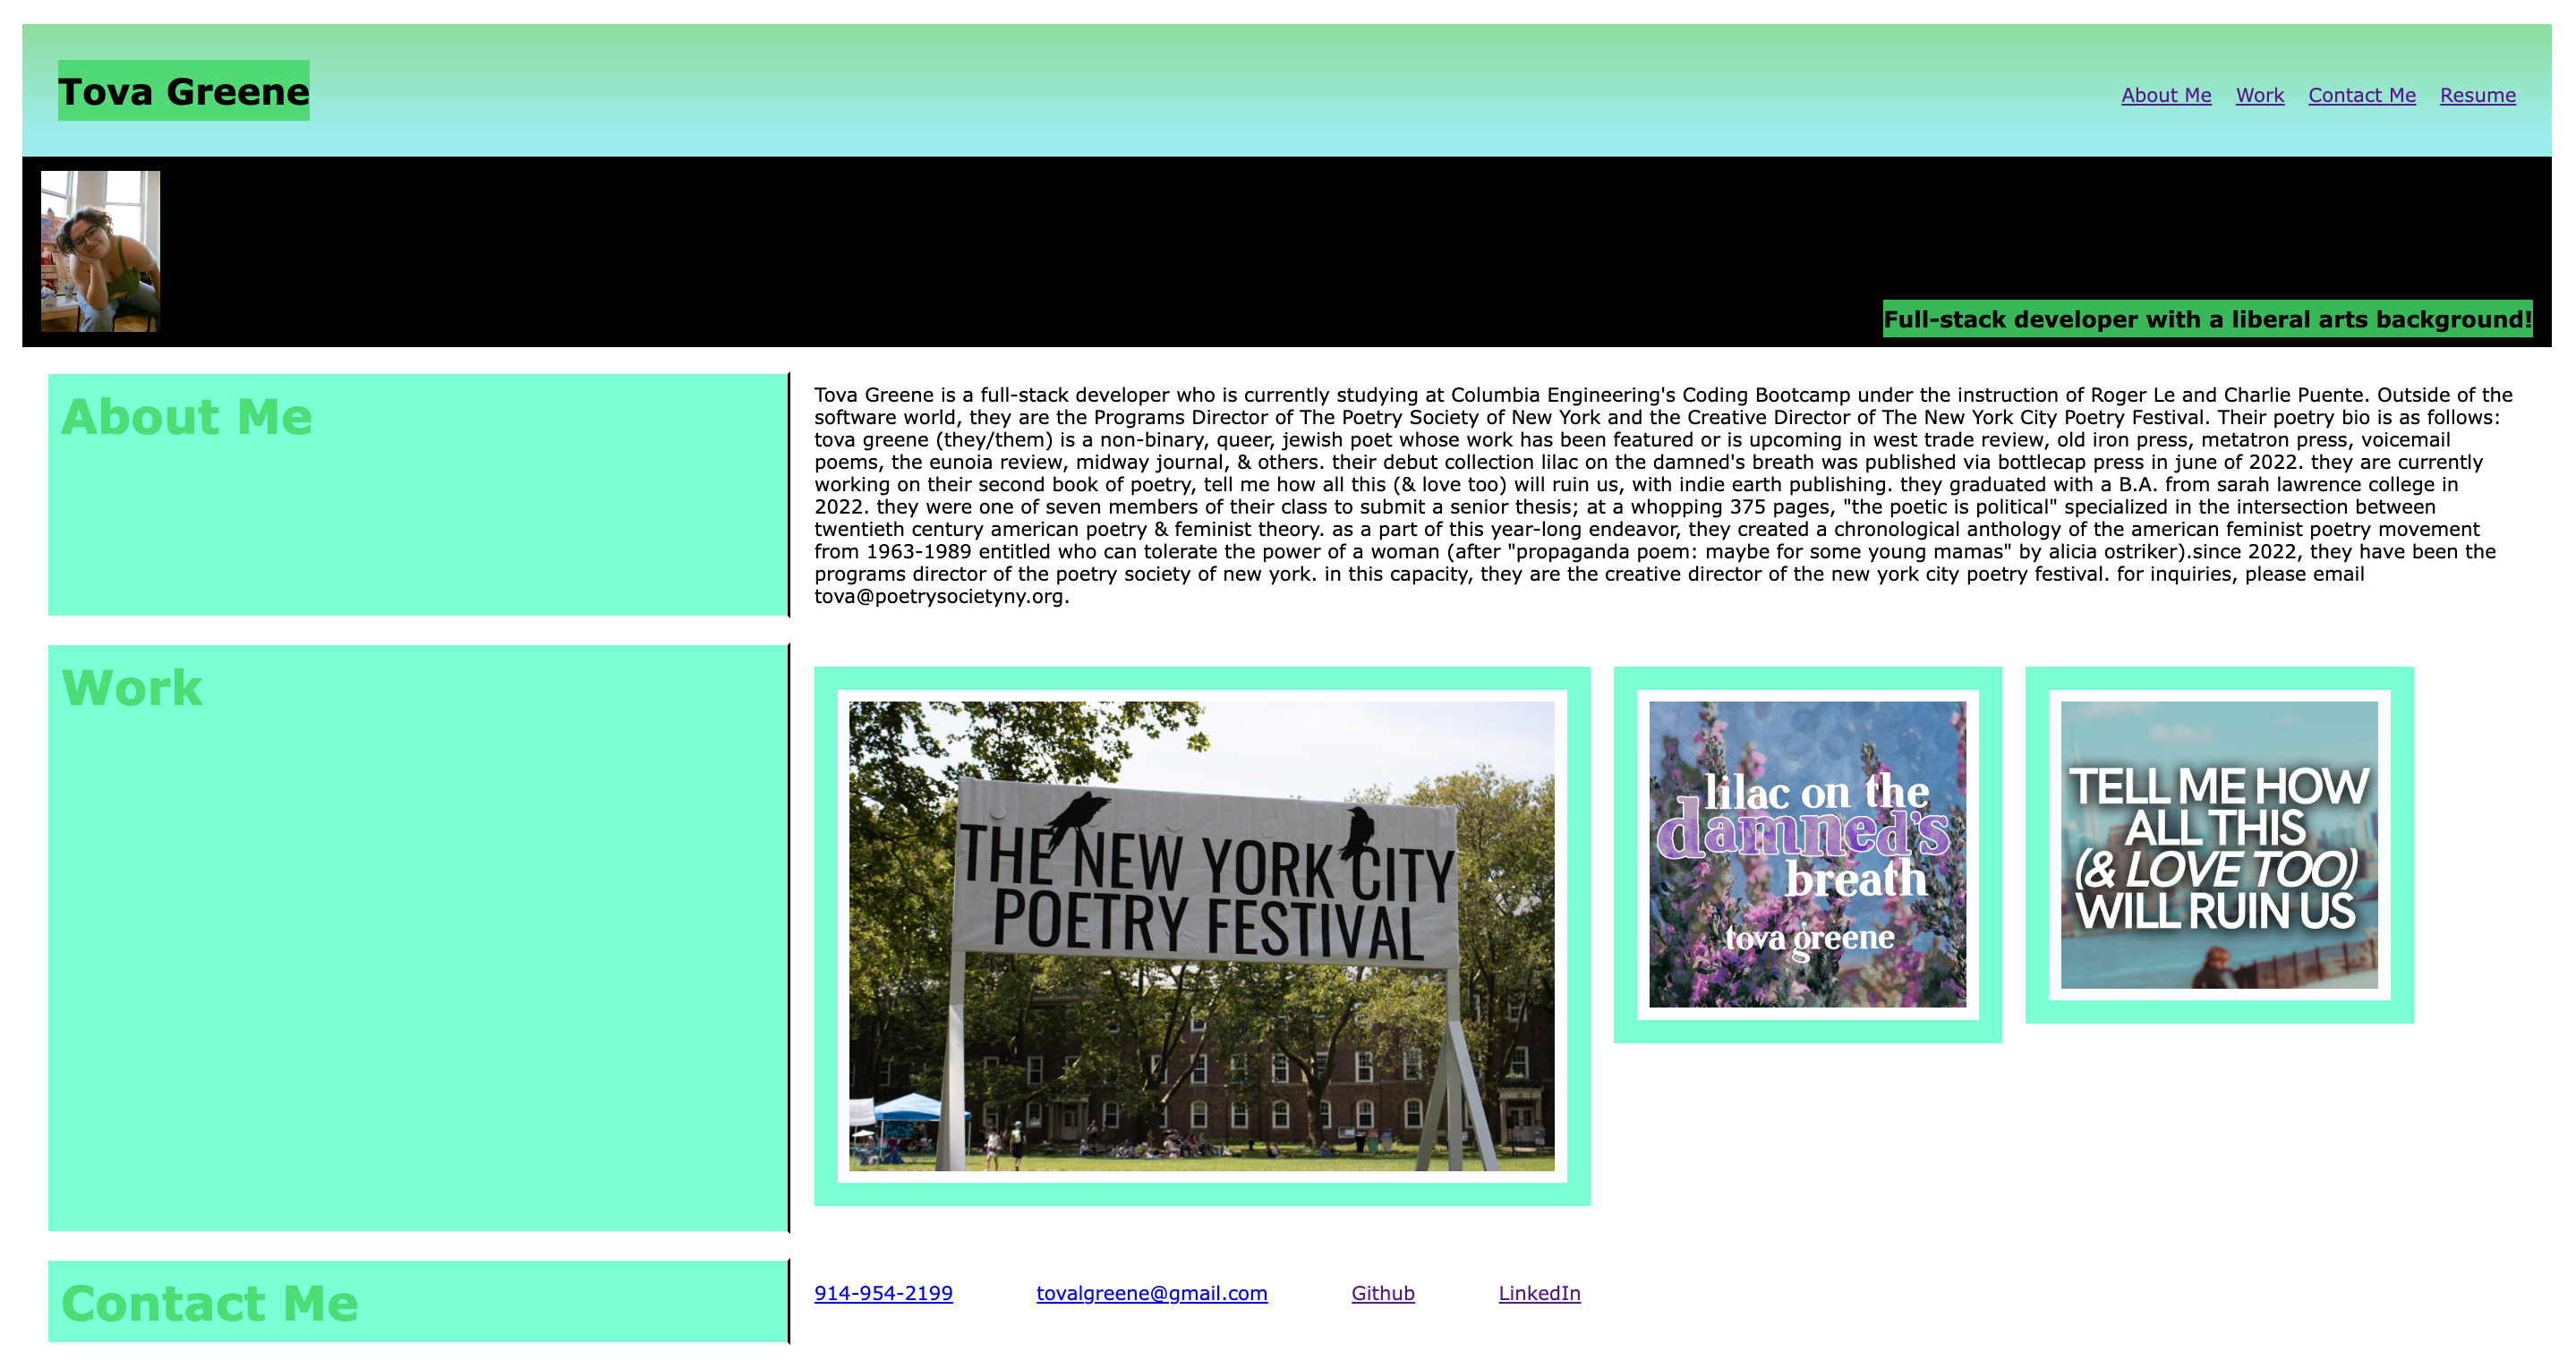 Tova Greene
About Me Work Contact Me Resume
Full-stack developer with a liberal arts background!
About Me
Tova Greene is a full-stack developer who is currently studying at Columbia Engineering's Coding Bootcamp under the instruction of Roger Le and Charlie Puente. Outside of the
software world, they are the Programs Director of The Poetry Society of New York and the Creative Director of The New York City Poetry Festival. Their poetry bio is as follows:
tova greene (they/them) is a non-binary, queer, jewish poet whose work has been featured or is upcoming in west trade review, old iron press, metatron press, voicemail
poems, the eunoia review, midway journal, & others. their debut collection lilac on the damned's breath was published via bottlecap press in june of 2022. they are currently
working on their second book of poetry, tell me how all this (& love too) will ruin us, with indie earth publishing. they graduated with a B.A. from sarah lawrence college in
2022. they were one of seven members of their class to submit a senior thesis; at a whopping 375 pages, "the poetic is political" specialized in the intersection between
twentieth century american poetry & feminist theory. as a part of this year-long endeavor, they created a chronological anthology of the american feminist poetry movement
from 1963-1989 entitled who can tolerate the power of a woman (after "propaganda poem: maybe for some young mamas" by alicia ostriker).since 2022, they have been the
programs director of the poetry society of new york. in this capacity, they are the creative director of the new york city poetry festival. for inquiries, please email
tova@poetrysocietyny.org.
Work
THE NEW YORK CITY
POETRY FESTIVAL
lilac on the
damned's
breath
tova greene
TELL ME HOW
ALL THIS
(& LOVE TOO)
WILL RUIN US
Contact Me
914-954-2199 tovalgreene@gmail.com Github LinkedIn